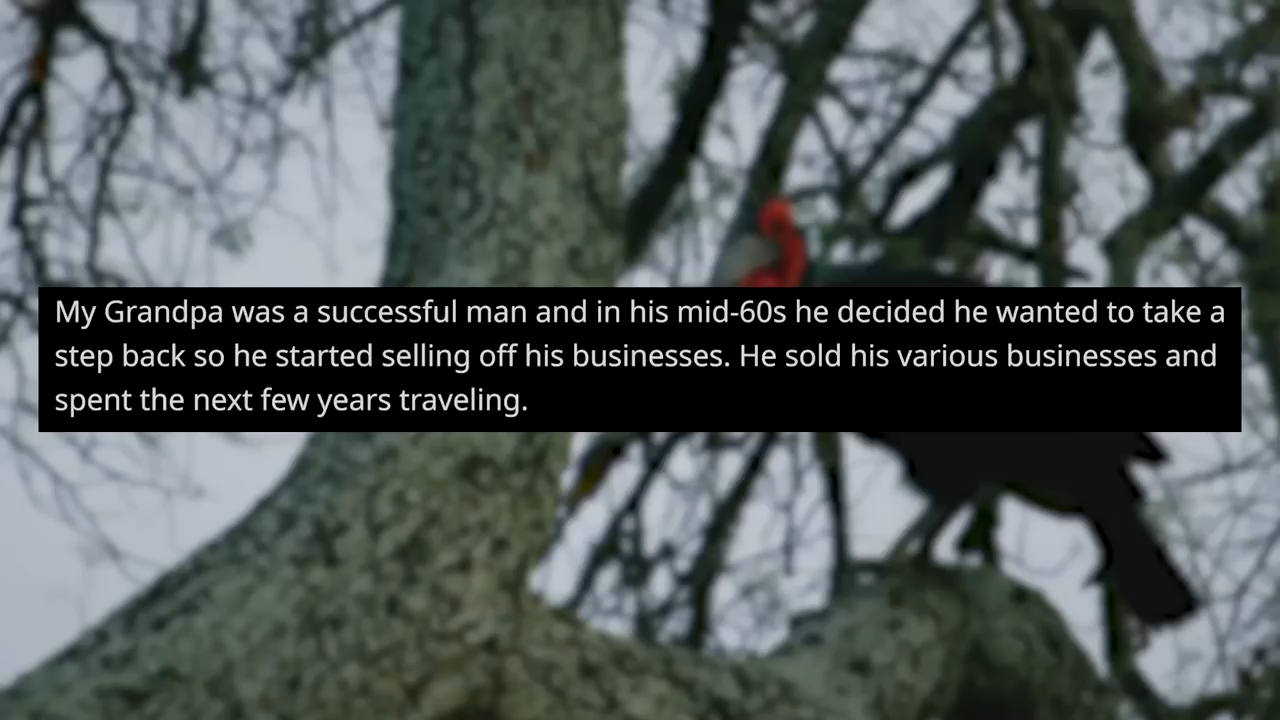 My Grandpa was a successful man and in his mid-60s he decided he wanted to take a
step back so he started selling off his businesses. He sold his various businesses and
spent the next few years traveling.